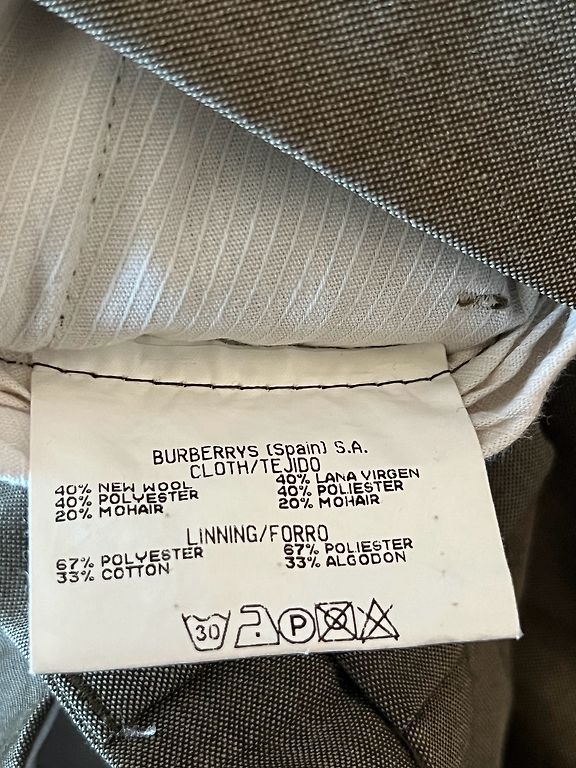 BURBERRYS (Spain) S.A.
CLOTH/TEJIDO
40% NEW WOOL 40% LANA VIRGEN
40% POLYESTER 40% POLIESTER
20% MOHAIR 20% MOHAIR
LINNING/FORRO
67% POLYESTER 67% POLIESTER
33% COTTON 33% ALGODON
30 P